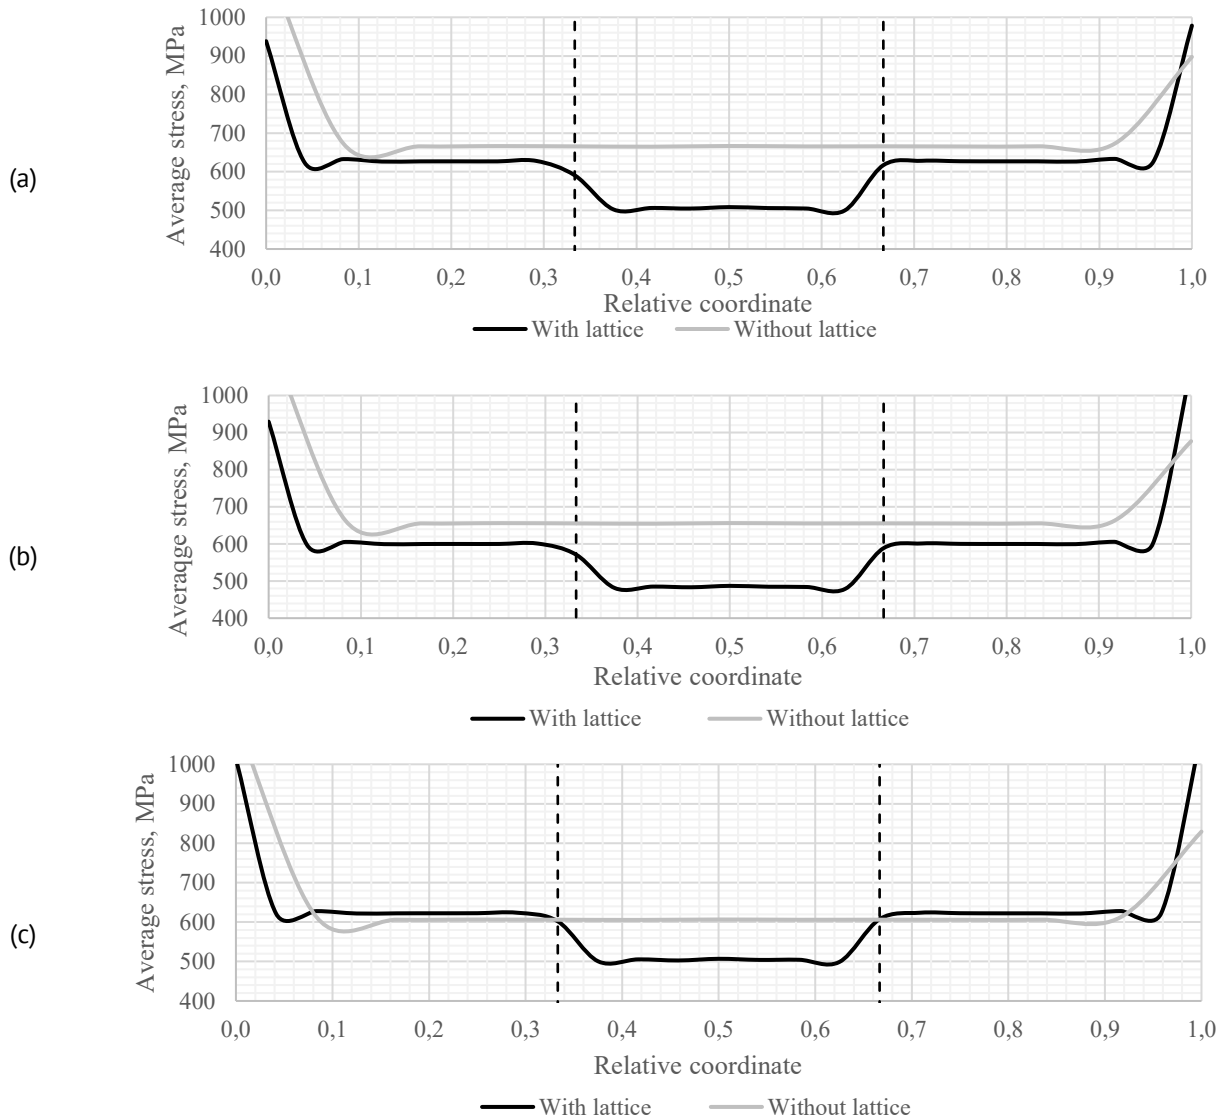 (a)
Average stress, MPa
1000
900
800
700
600
500
400
0,0 0,1 0,2 0,3 0,4 0,5 0,6 0,7 0,8 0,9 1,0
Relative coordinate
With lattice Without lattice
(b)
Averaqge stress, MPa
1000
900
800
700
600
500
400
0,0 0,1 0,2 0,3 0,4 0,5 0,6 0,7 0,8 0,9 1,0
Relative coordinate
With lattice Without lattice
(c)
Average stress, MPa
1000
900
800
700
600
500
400
0,0 0,1 0,2 0,3 0,4 0,5 0,6 0,7 0,8 0,9 1,0
Relative coordinate
With lattice Without lattice